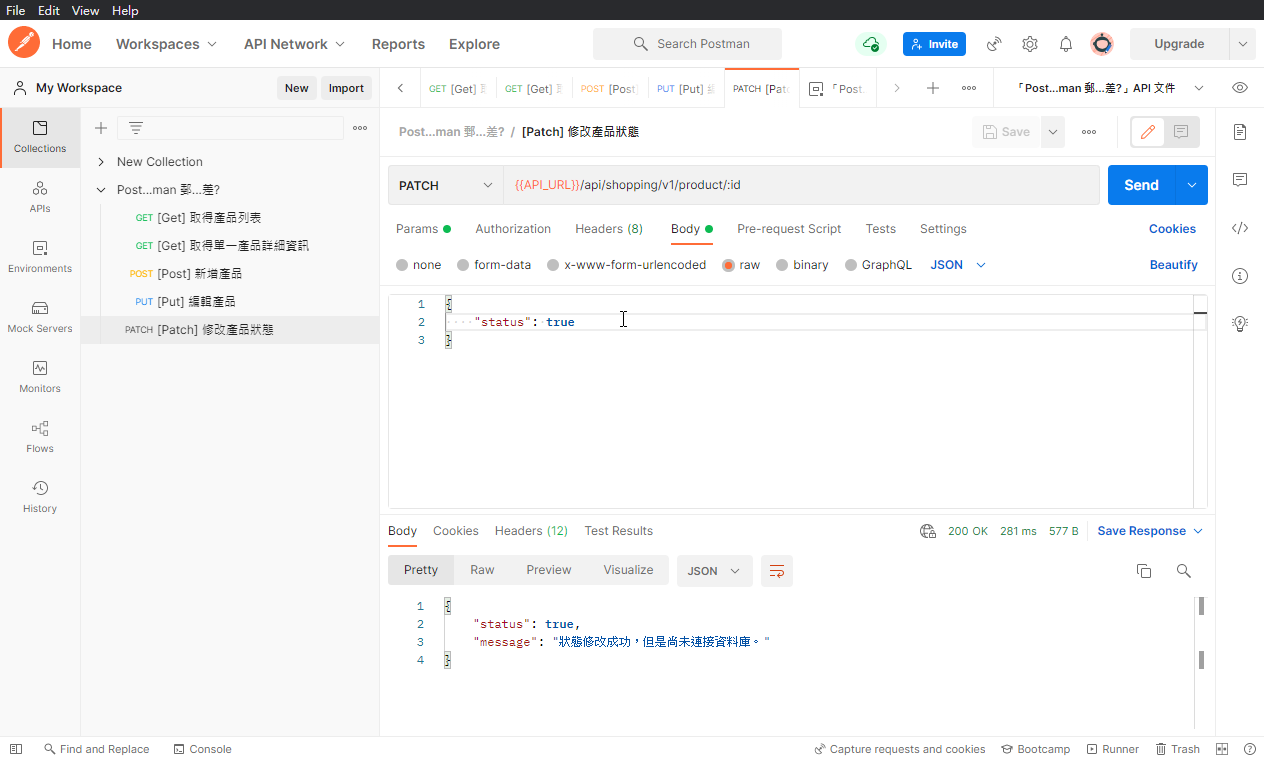 File Edit View Help
Home Workspaces API Network Reports Explore Search Postman Invite Upgrade
My Workspace New Import
GET [Get] GET [Get] POST [Post PUT [Put] PATCH [Pat 「Post. 「Post...man 郵...差?」API 文件
Collections
APIs
Environments
Mock Servers
Monitors
Flows
History
New Collection
Post...man 郵...差?
GET [Get] 取得產品列表
GET [Get] 取得單一產品詳細資訊
POST [Post] 新增產品
PUT [Put] 編輯產品
PATCH [Patch] 修改產品狀態
Post...man 郵...差? / [Patch] 修改產品狀態 Save
PATCH {{API_URL}}/api/shopping/v1/product/:id Send
Params Authorization Headers (8) Body Pre-request Script Tests Settings Cookies
none form-data x-www-form-urlencoded raw binary GraphQL JSON Beautify
1 {
2 ····"status":·true
3 }
Body Cookies Headers (12) Test Results 200 OK 281 ms 577 B Save Response
Pretty Raw Preview Visualize JSON
1 {
2 "status": true,
3 "message": "狀態修改成功，但是尚未連接資料庫。"
4 }
Find and Replace Console Capture requests and cookies Bootcamp Runner Trash